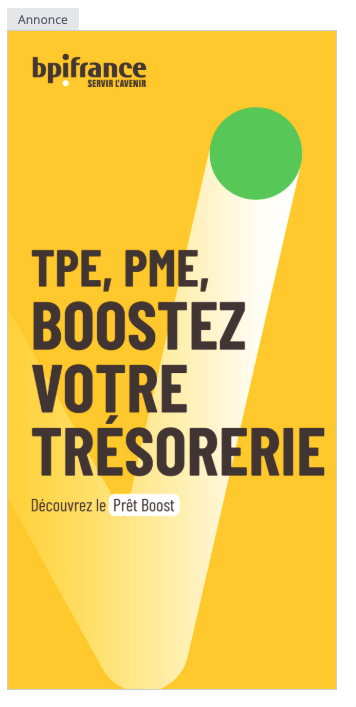 Annonce
bpifrance
SERVIR L'AVENIR
TPE, PME,
BOOSTEZ
VOTRE
TRÉSORERIE
Découvrez le Prêt Boost